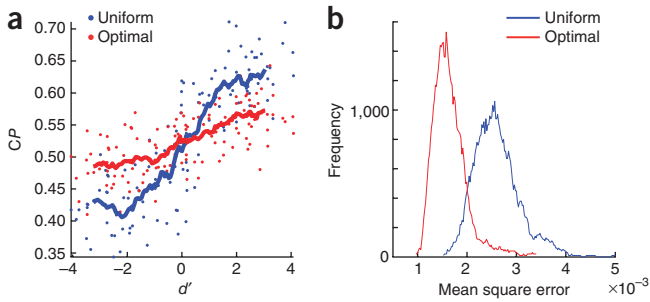 a
Uniform
Optimal
0.70
0.65
0.60
0.55
0.50
0.45
0.40
0.35
CP
−4
−2
0
2
4
d′
b
Uniform
Optimal
1,000
0
Frequency
1
2
3
4
5
×10−3
Mean square error